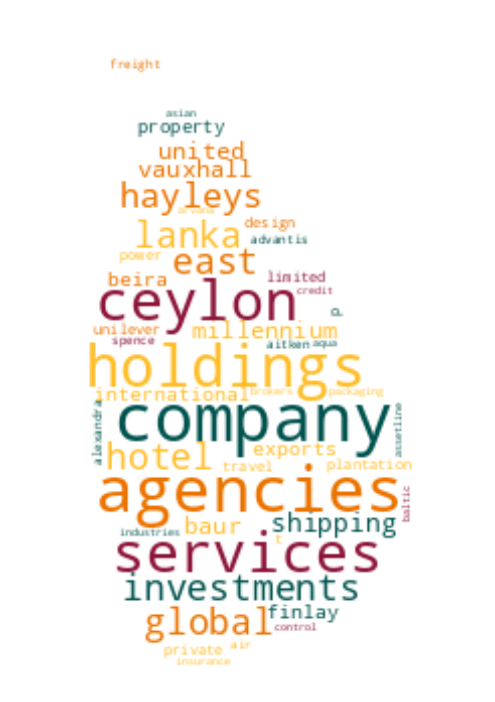 freight
asian
property
united
vauxhall
hayleys
arvana
design
lanka
advantis
power
east
beira
limited
ceylon
credit
p
unilever
millennium
spence
aitken
aqua
holdings
international
brokers
packaging
company
alexandra
assetline
hotel
exports
travel
plantation
agencies
baltic
baur
shipping
industries
t
services
investments
global
finlay
control
private
air
insurance